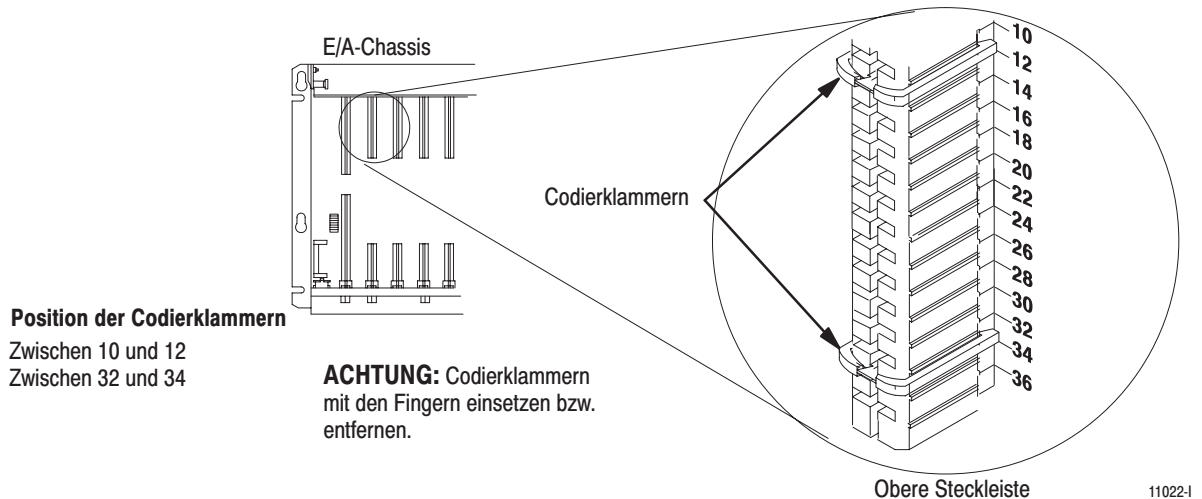 E/A-Chassis
10
12
14
16
18
20
22
24
26
28
30
32
34
36
Codierklammern
Position der Codierklammern
Zwischen 10 und 12
Zwischen 32 und 34
ACHTUNG: Codierklammern
mit den Fingern einsetzen bzw.
entfernen.
Obere Steckleiste
11022-I